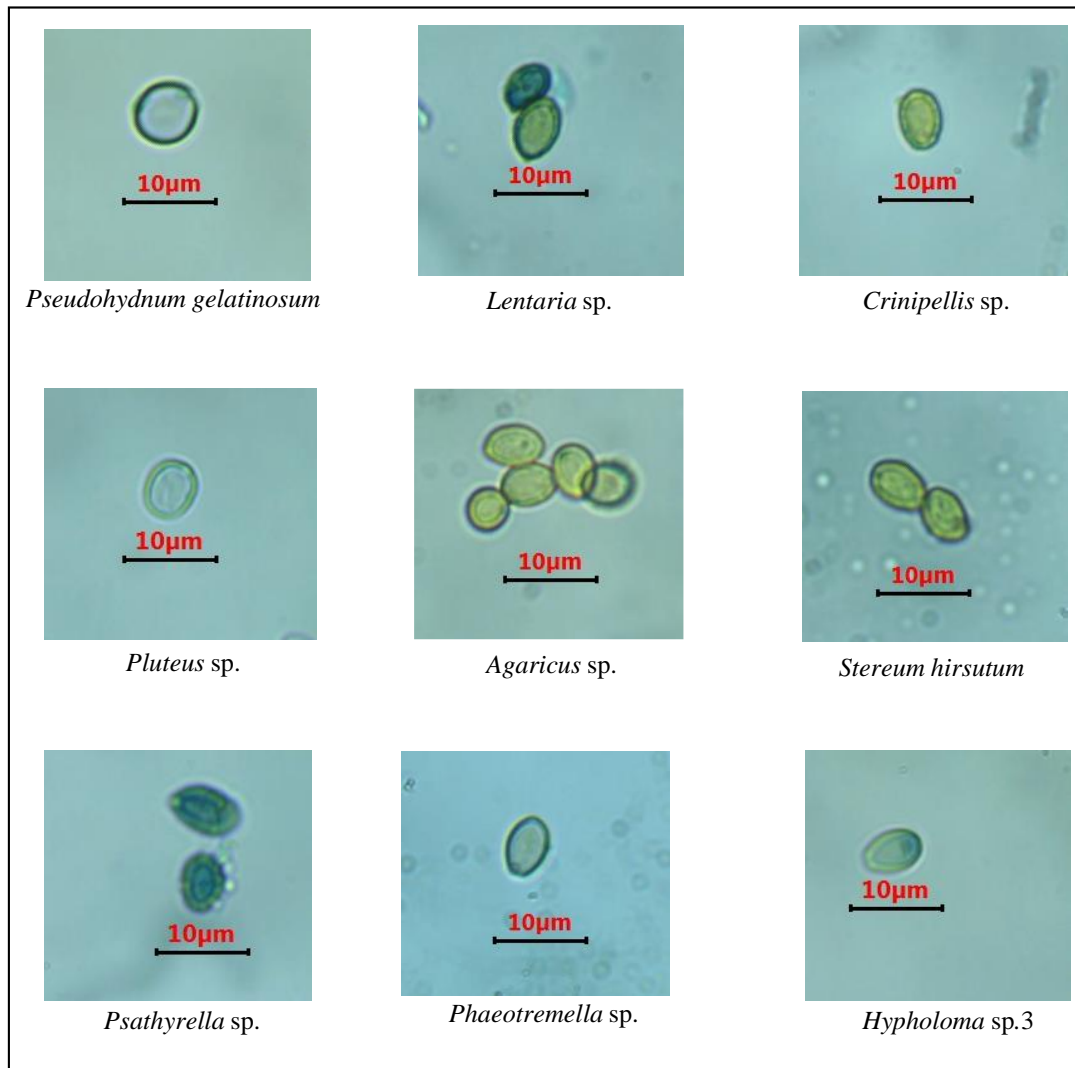 10µm
10µm
10µm
Pseudohydnum gelatinosum
Lentaria sp.
Crinipellis sp.
10µm
10µm
10µm
Pluteus sp.
Agaricus sp.
Stereum hirsutum
10µm
10µm
10µm
Psathyrella sp.
Phaeotremella sp.
Hypholoma sp.3